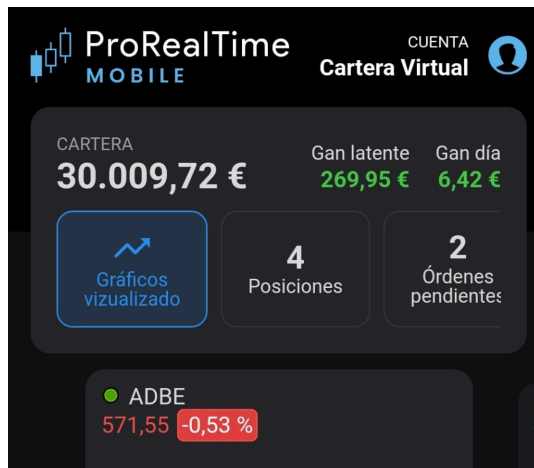 ProRealTime
MOBILE
CUENTA
Cartera Virtual
CARTERA
30.009,72 €
Gan latente
269,95 €
Gan día
6,42 €
Gráficos
vizualizado
4
Posiciones
2
Órdenes
pendientes
ADBE
571,55 -0,53 %